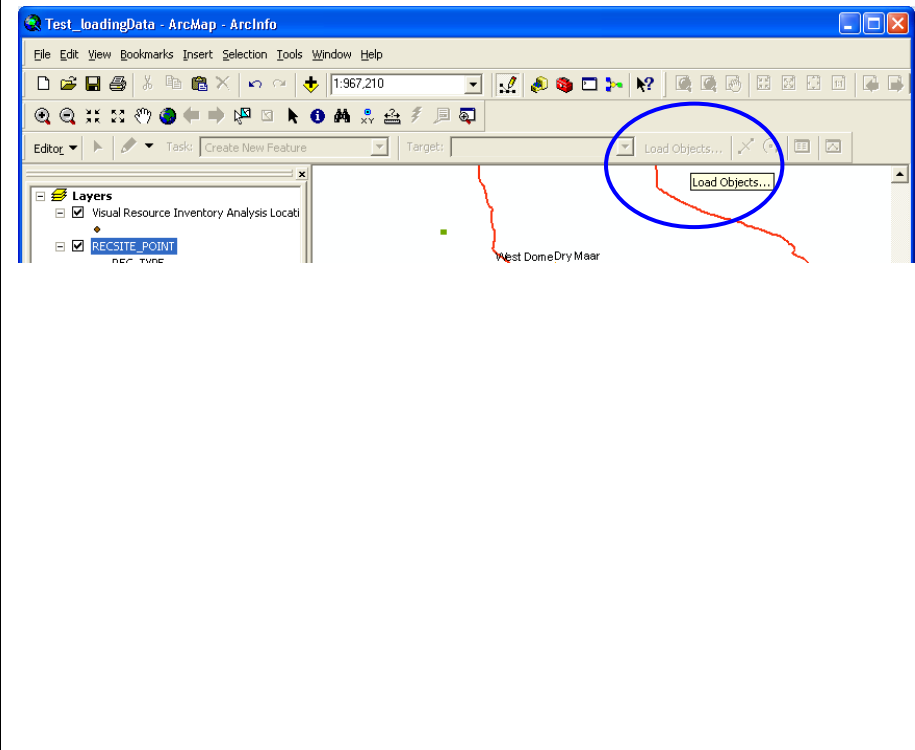 Test_loadingData - ArcMap - ArcInfo
File Edit View Bookmarks Insert Selection Tools Window Help
1:967,210
Editor Task: Create New Feature Target: Load Objects...
Load Objects...
Layers
Visual Resource Inventory Analysis Locati
RECSITE_POINT
REC_TYPE
West Dome Dry Maar